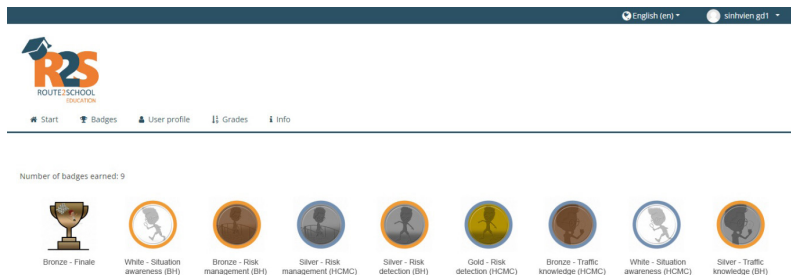 English (en)
sinhvien gd1
R2S
ROUTE2SCHOOL
EDUCATION
Start
Badges
User profile
Grades
Info
Number of badges earned: 9
Bronze - Finale
White - Situation
awareness (BH)
Bronze - Risk
management (BH)
Silver - Risk
management (HCMC)
Silver - Risk
detection (BH)
Gold - Risk
detection (HCMC)
Bronze - Traffic
knowledge (HCMC)
White - Situation
awareness (HCMC)
Silver - Traffic
knowledge (BH)